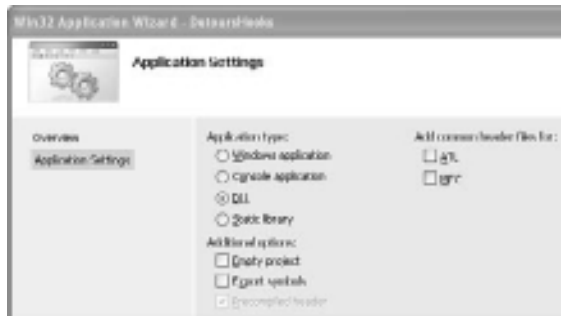 Win32 Application Wizard - DetoursHooks
Application Settings
Overview
Application Settings
Application type:
Windows application
Console application
DLL
Static library
Additional options:
Empty project
Export symbols
Precompiled header
Add common header files for:
ATL
MFC